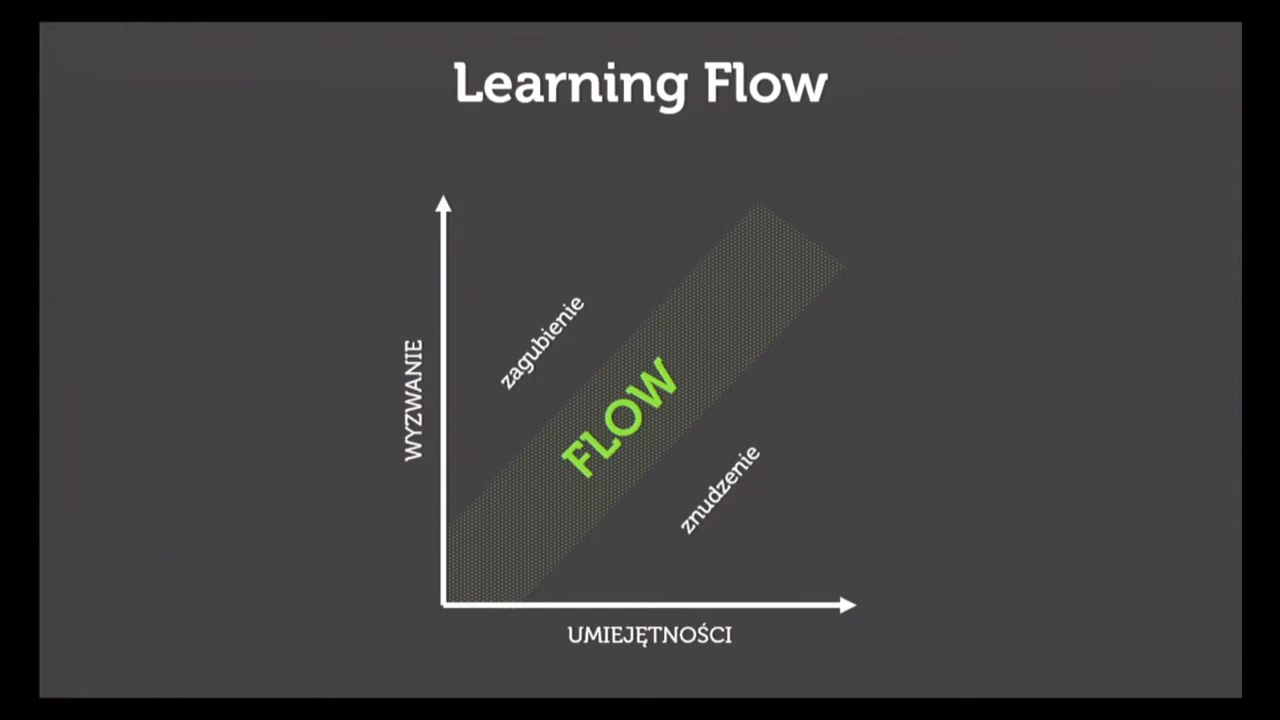 Learning Flow
WYZWANIE
zagubienie
FLOW
znudzenie
UMIEJĘTNOŚCI